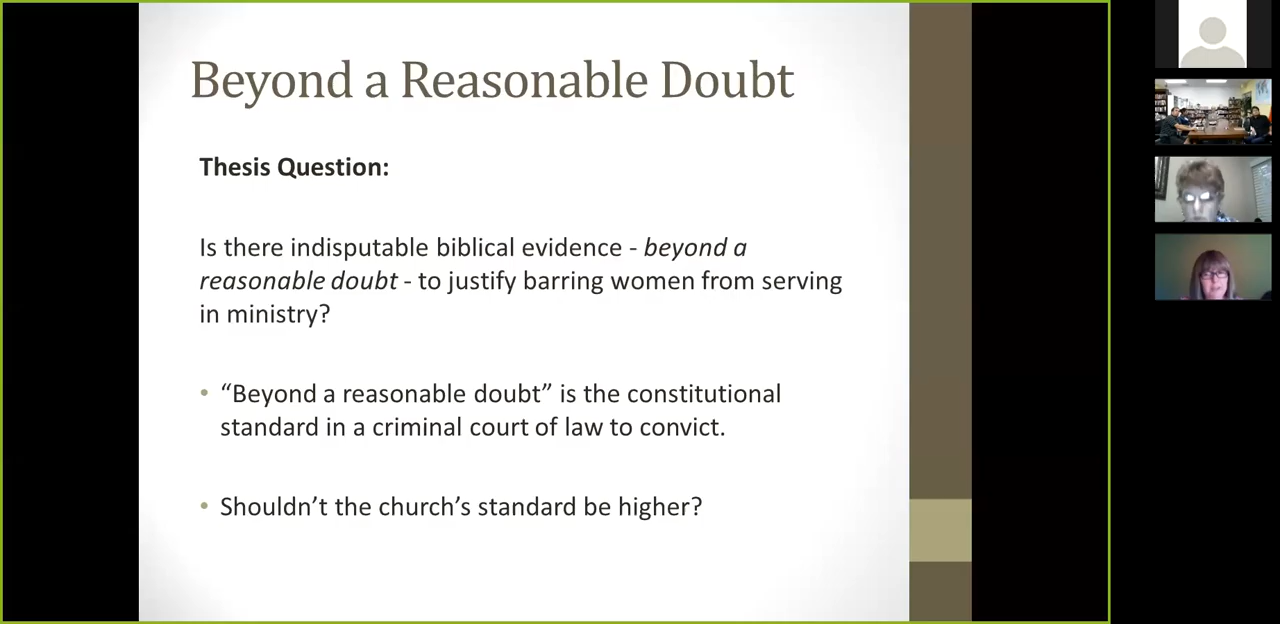 Beyond a Reasonable Doubt
Thesis Question:
Is there indisputable biblical evidence - beyond a
reasonable doubt - to justify barring women from serving
in ministry?
• “Beyond a reasonable doubt” is the constitutional
standard in a criminal court of law to convict.
• Shouldn’t the church’s standard be higher?